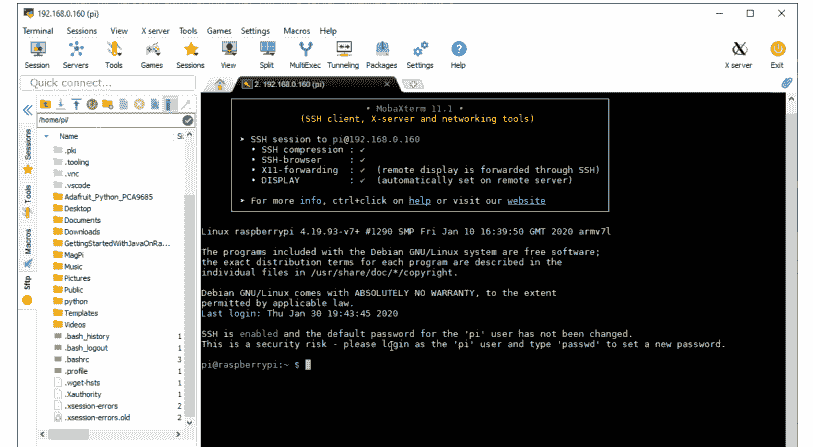 192.168.0.160 (pi)
Terminal Sessions View X server Tools Games Settings Macros Help
Session Servers Tools Games Sessions View Split MultiExec Tunneling Packages Settings Help X server Exit
Quick connect...
2. 192.168.0.160 (pi)
/home/pi/
Name
.pki
.tooling
.vnc
.vscode
Adafruit_Python_PCA9685
Desktop
Documents
Downloads
GettingStartedWithJavaOnRa...
MagPi
Music
Pictures
Public
python
Templates
Videos
.bash_history 1
.bash_logout 1
.bashrc 3
.profile 1
.wget-hsts 1
.Xauthority 1
.xsession-errors 2
.xsession-errors.old 2
Sessions
Tools
Macros
Sftp
• MobaXterm 11.1 •
(SSH client, X-server and networking tools)
➤ SSH session to pi@192.168.0.160
• SSH compression : ✓
• SSH-browser : ✓
• X11-forwarding : ✓ (remote display is forwarded through SSH)
• DISPLAY : ✓ (automatically set on remote server)
➤ For more info, ctrl+click on help or visit our website
Linux raspberrypi 4.19.93-v7+ #1290 SMP Fri Jan 10 16:39:50 GMT 2020 armv7l
The programs included with the Debian GNU/Linux system are free software;
the exact distribution terms for each program are described in the
individual files in /usr/share/doc/*/copyright.
Debian GNU/Linux comes with ABSOLUTELY NO WARRANTY, to the extent
permitted by applicable law.
Last login: Thu Jan 30 19:43:45 2020
SSH is enabled and the default password for the 'pi' user has not been changed.
This is a security risk - please login as the 'pi' user and type 'passwd' to set a new password.
pi@raspberrypi:~ $